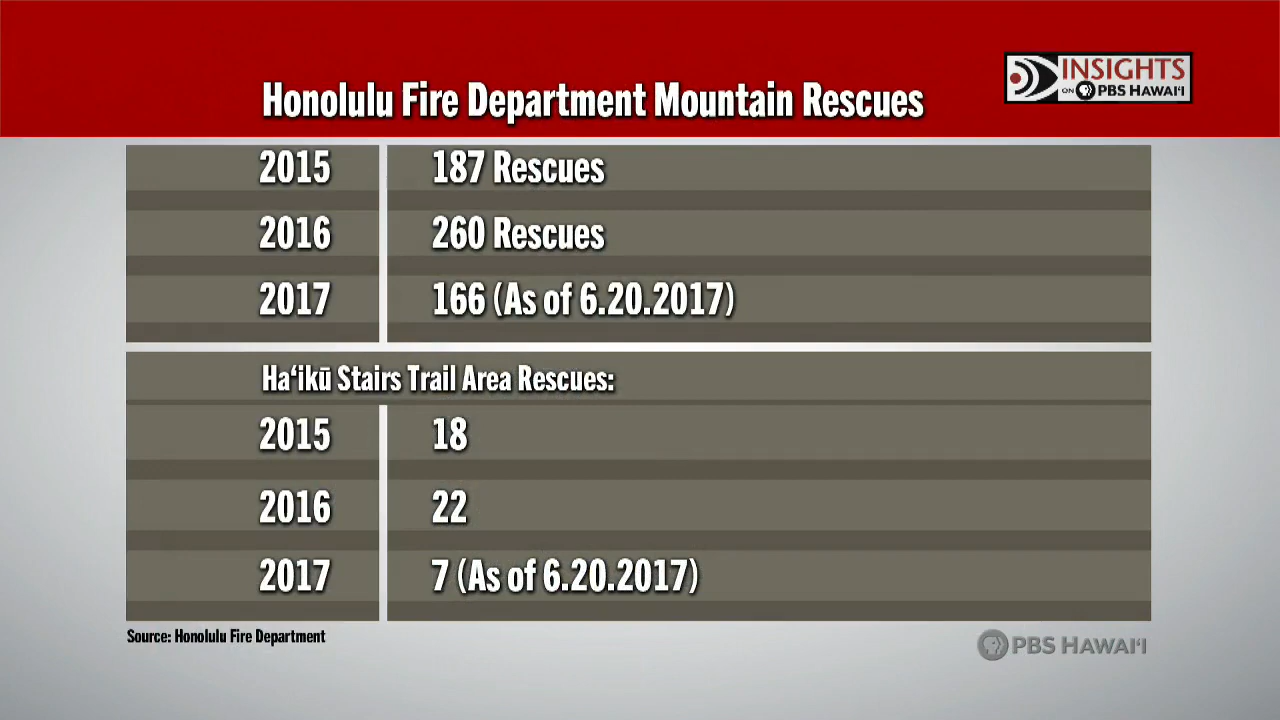 Honolulu Fire Department Mountain Rescues
INSIGHTS
ON PBS HAWAIʻI
2015 187 Rescues
2016 260 Rescues
2017 166 (As of 6.20.2017)
Haʻikū Stairs Trail Area Rescues:
2015 18
2016 22
2017 7 (As of 6.20.2017)
Source: Honolulu Fire Department
PBS HAWAIʻI